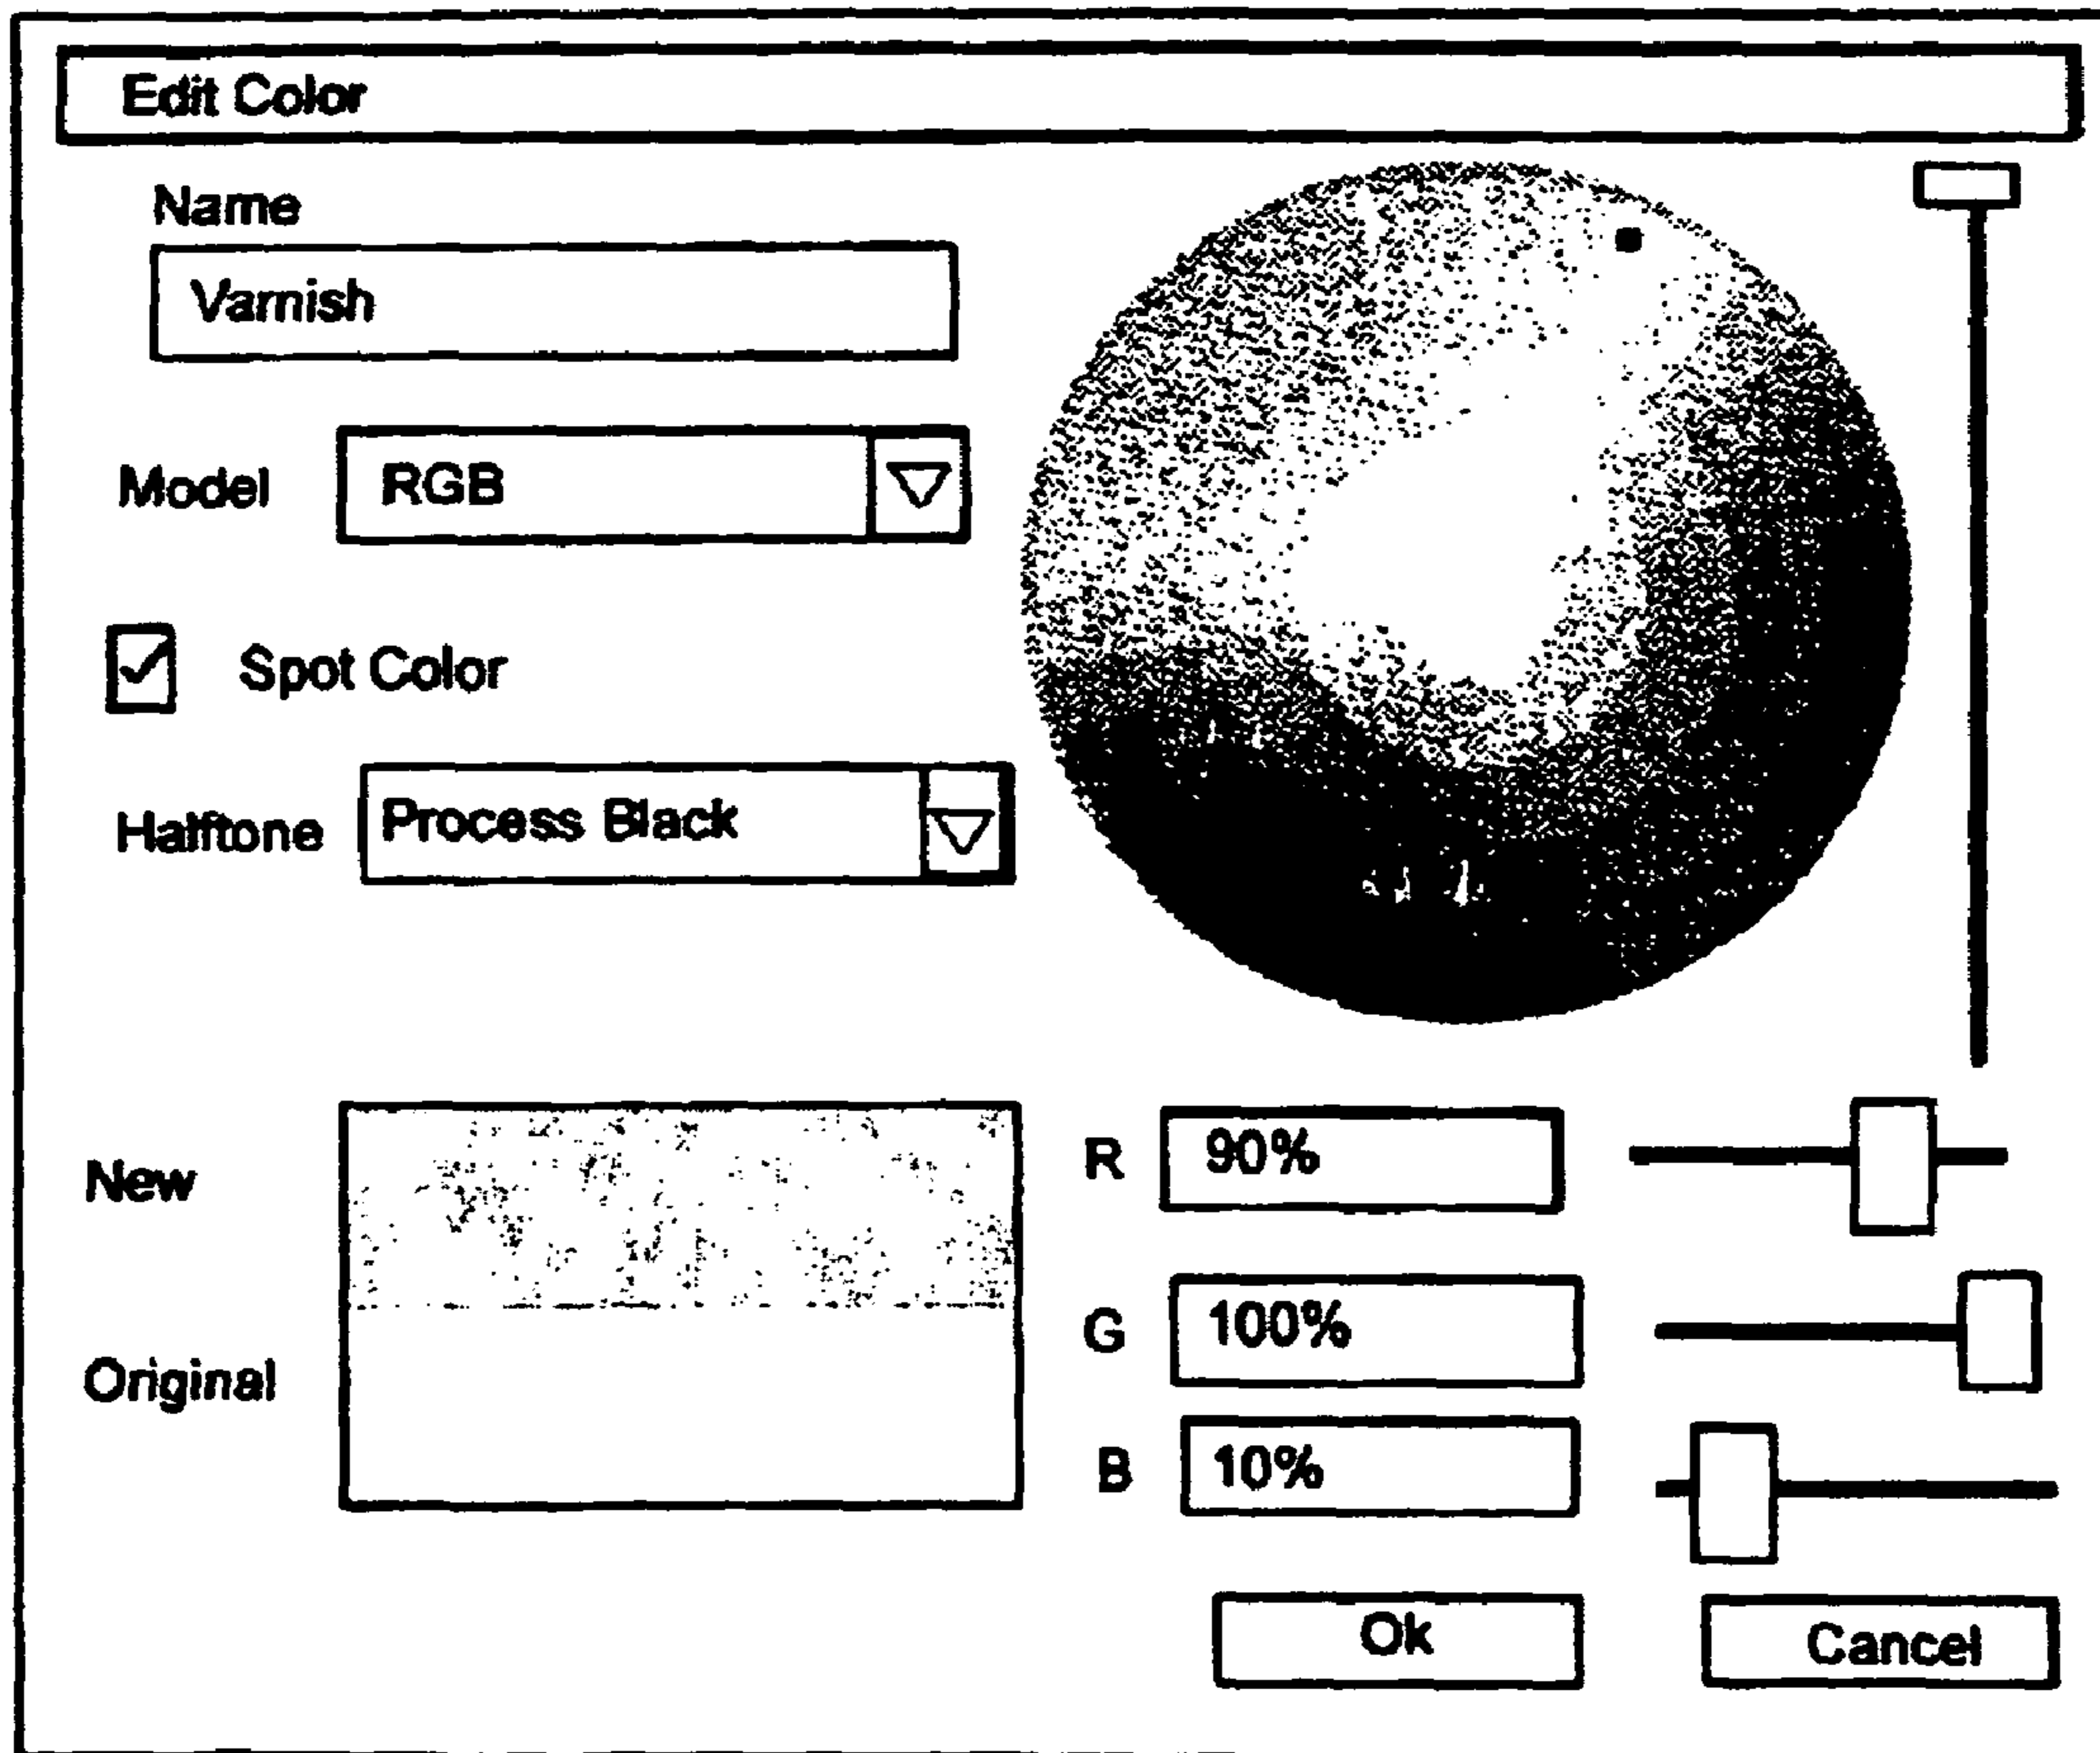 Edit Color
Name
Varnish
Model RGB
Spot Color
Halftone Process Black
New
Original
R 90%
G 100%
B 10%
Ok Cancel